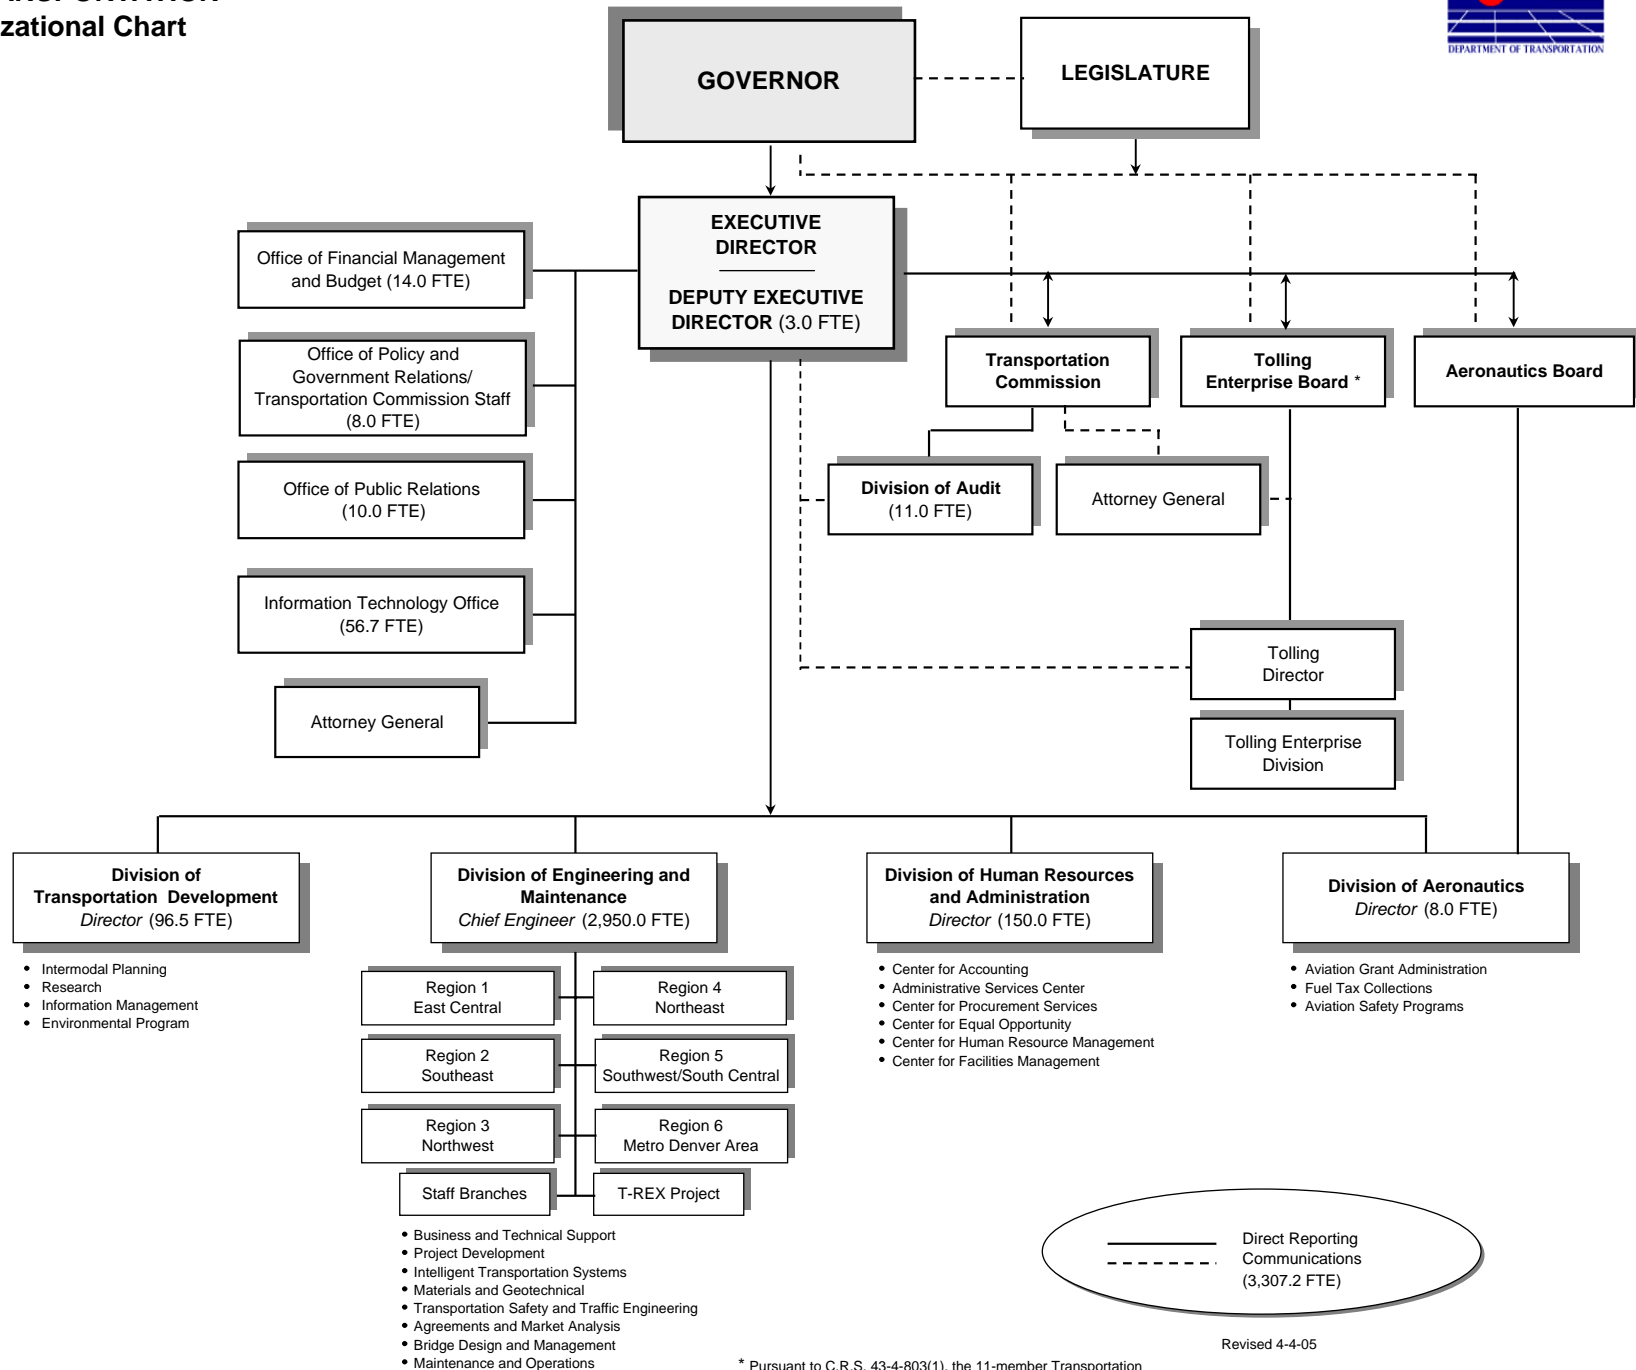 zational Chart
DEPARTMENT OF TRANSPORTATION
GOVERNOR
LEGISLATURE
EXECUTIVE
DIRECTOR
DEPUTY EXECUTIVE
DIRECTOR (3.0 FTE)
Office of Financial Management
and Budget (14.0 FTE)
Office of Policy and
Government Relations/
Transportation Commission Staff
(8.0 FTE)
Office of Public Relations
(10.0 FTE)
Information Technology Office
(56.7 FTE)
Attorney General
Transportation
Commission
Tolling
Enterprise Board *
Aeronautics Board
Division of Audit
(11.0 FTE)
Attorney General
Tolling
Director
Tolling Enterprise
Division
Division of
Transportation Development
Director (96.5 FTE)
• Intermodal Planning
• Research
• Information Management
• Environmental Program
Division of Engineering and
Maintenance
Chief Engineer (2,950.0 FTE)
Region 1
East Central
Region 4
Northeast
Region 2
Southeast
Region 5
Southwest/South Central
Region 3
Northwest
Region 6
Metro Denver Area
Staff Branches
T-REX Project
• Business and Technical Support
• Project Development
• Intelligent Transportation Systems
• Materials and Geotechnical
• Transportation Safety and Traffic Engineering
• Agreements and Market Analysis
• Bridge Design and Management
• Maintenance and Operations
Division of Human Resources
and Administration
Director (150.0 FTE)
• Center for Accounting
• Administrative Services Center
• Center for Procurement Services
• Center for Equal Opportunity
• Center for Human Resource Management
• Center for Facilities Management
Division of Aeronautics
Director (8.0 FTE)
• Aviation Grant Administration
• Fuel Tax Collections
• Aviation Safety Programs
Direct Reporting
Communications
(3,307.2 FTE)
Revised 4-4-05
* Pursuant to C.R.S. 43-4-803(1), the 11-member Transportation